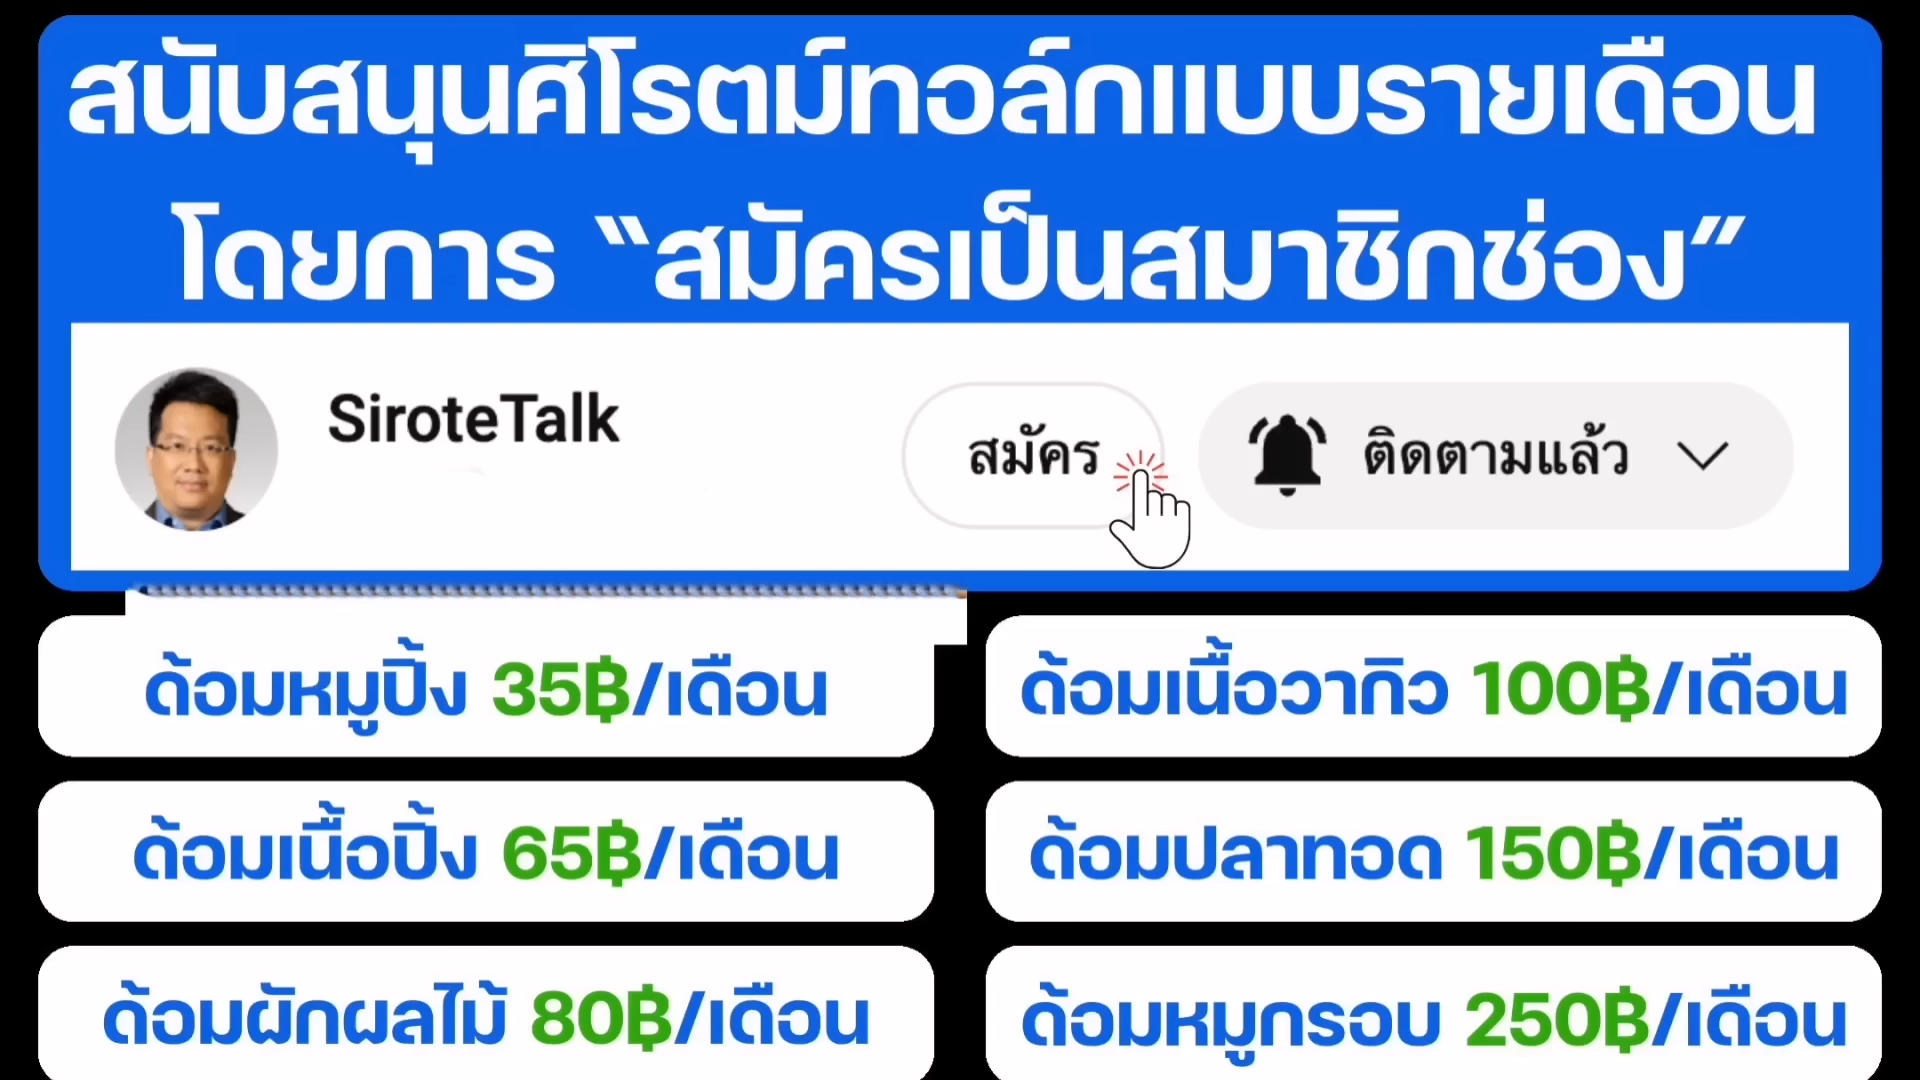 สนับสนุนศิโรตม์ทอล์กแบบรายเดือน
โดยการ “สมัครเป็นสมาชิกช่อง”
SiroteTalk
สมัคร
ติดตามแล้ว
ด้อมหมูปิ้ง 35฿/เดือน
ด้อมเนื้อวากิว 100฿/เดือน
ด้อมเนื้อปิ้ง 65฿/เดือน
ด้อมปลาทอด 150฿/เดือน
ด้อมผักผลไม้ 80฿/เดือน
ด้อมหมูกรอบ 250฿/เดือน